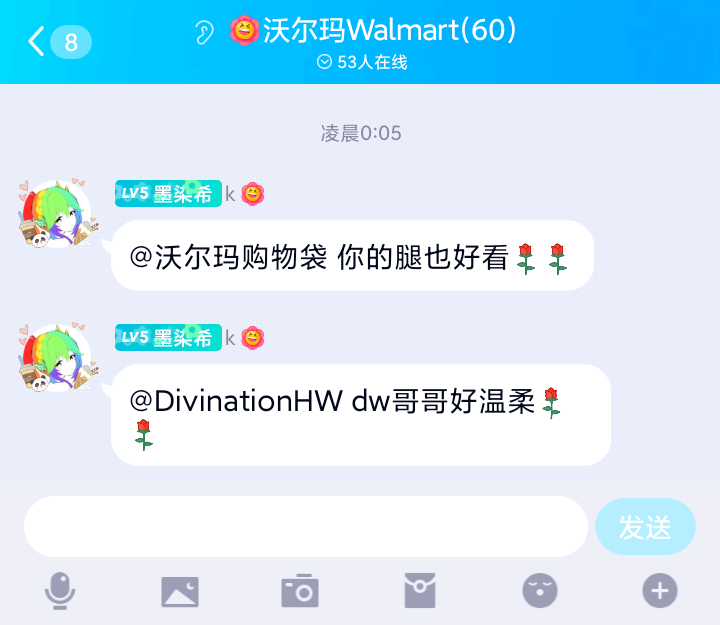 8
沃尔玛Walmart(60)
53人在线
凌晨0:05
LV5 墨柒希 k
@沃尔玛购物袋 你的腿也好看
LV5 墨柒希 k
@DivinationHW dw哥哥好温柔
发送